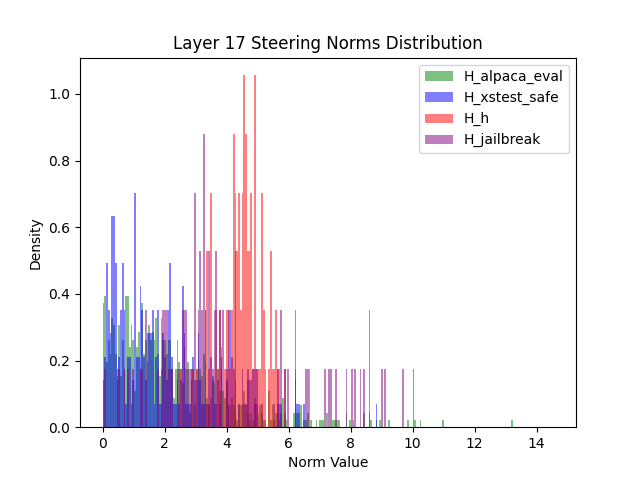 Layer 17 Steering Norms Distribution
H_alpaca_eval
H_xstest_safe
H_h
H_jailbreak
1.0
0.8
0.6
0.4
0.2
0.0
Density
0 2 4 6 8 10 12 14
Norm Value